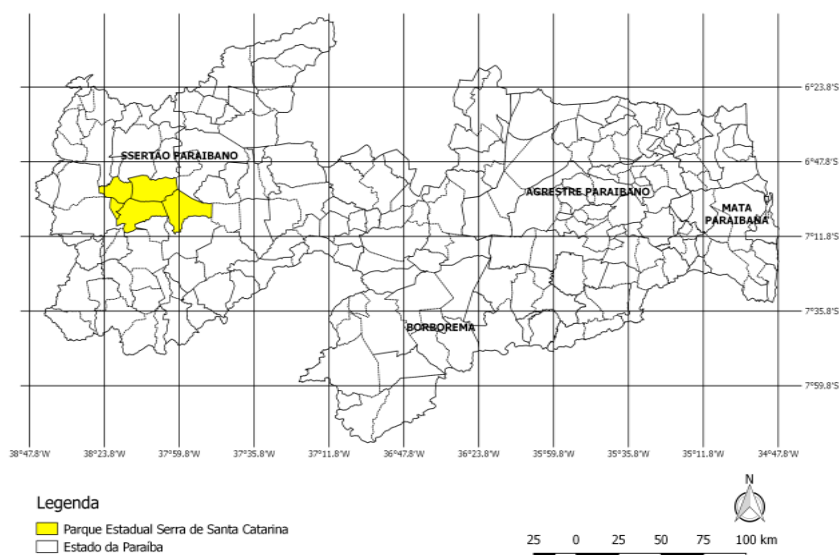 6°23.8'S
SSERTÃO PARAIBANO
6°47.8'S
AGRESTRE PARAIBANO
MATA
PARAIBANA
7°11.8'S
BORBOREMA
7°35.8'S
7°59.8'S
38°47.8'W 38°23.8'W 37°59.8'W 37°35.8'W 37°11.8'W 36°47.8'W 36°23.8'W 35°59.8'W 35°35.8'W 35°11.8'W 34°47.8'W
Legenda
Parque Estadual Serra de Santa Catarina
Estado da Paraíba
N
25 0 25 50 75 100 km